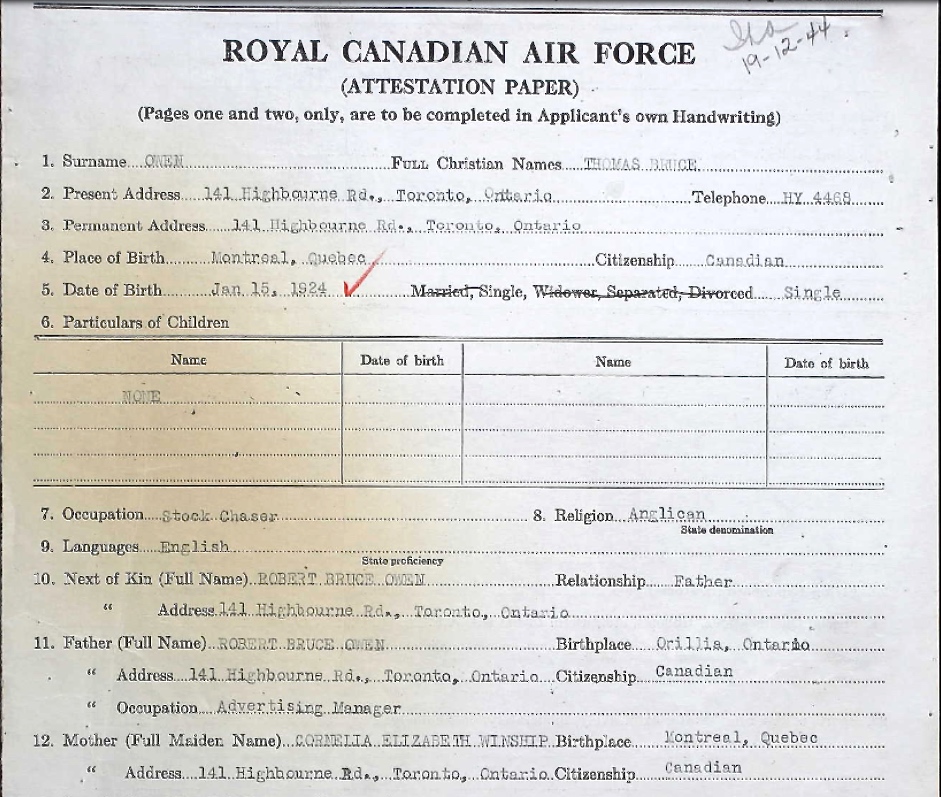 19-12-44
ROYAL CANADIAN AIR FORCE
(ATTESTATION PAPER)
(Pages one and two, only, are to be completed in Applicant's own Handwriting)
1. Surname OWEN FULL Christian Names THOMAS BRUCE
2. Present Address 141 Highbourne Rd., Toronto, Ontario Telephone HY 4468
3. Permanent Address 141 Highbourne Rd., Toronto, Ontario
4. Place of Birth Montreal, Quebec Citizenship Canadian
5. Date of Birth Jan 15, 1924 Married, Single, Widower, Separated, Divorced Single
6. Particulars of Children
Name Date of birth Name Date of birth
NONE
7. Occupation Stock Chaser 8. Religion Anglican
State denomination
9. Languages English
State proficiency
10. Next of Kin (Full Name) ROBERT BRUCE OWEN Relationship Father
" Address 141 Highbourne Rd., Toronto, Ontario
11. Father (Full Name) ROBERT BRUCE OWEN Birthplace Orillia, Ontario
" Address 141 Highbourne Rd., Toronto, Ontario Citizenship Canadian
" Occupation Advertising Manager
12. Mother (Full Maiden Name) CORNELIA ELIZABETH WINSHIP Birthplace Montreal, Quebec
" Address 141 Highbourne Rd., Toronto, Ontario Citizenship Canadian